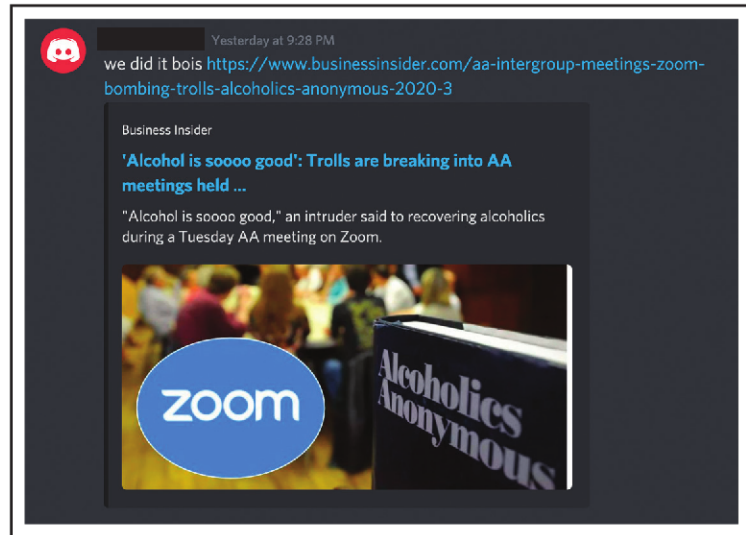 Yesterday at 9:28 PM
we did it bois https://www.businessinsider.com/aa-intergroup-meetings-zoom-
bombing-trolls-alcoholics-anonymous-2020-3
Business Insider
'Alcohol is soooo good': Trolls are breaking into AA
meetings held ...
"Alcohol is soooo good," an intruder said to recovering alcoholics
during a Tuesday AA meeting on Zoom.
zoom
Alcoholics
Anonymous